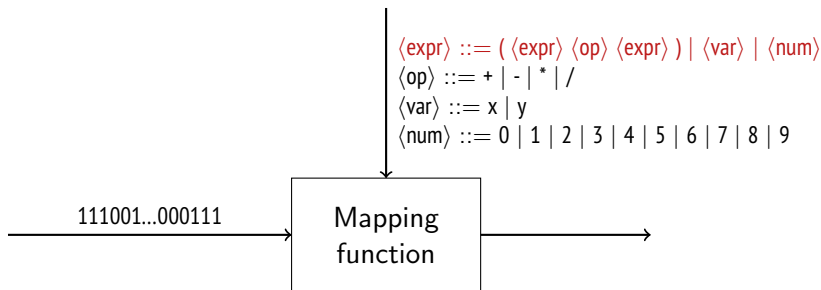 ⟨expr⟩ ::= ( ⟨expr⟩ ⟨op⟩ ⟨expr⟩ ) | ⟨var⟩ | ⟨num⟩
⟨op⟩ ::= + | - | * | /
⟨var⟩ ::= x | y
⟨num⟩ ::= 0 | 1 | 2 | 3 | 4 | 5 | 6 | 7 | 8 | 9
111001...000111
Mapping
function